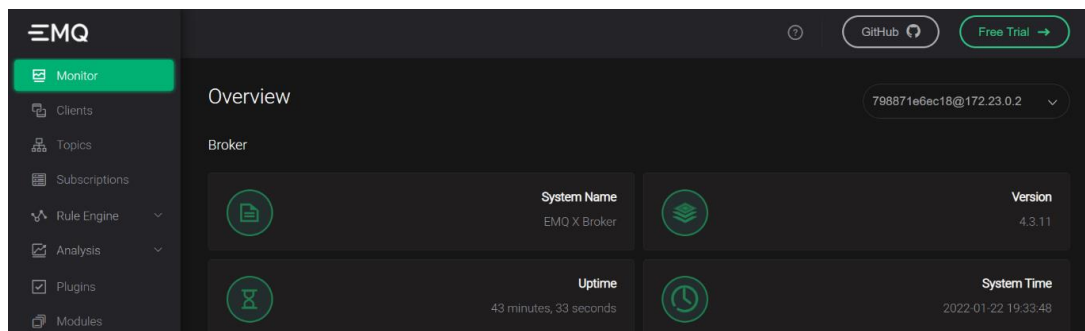 EMQ
GitHub
Free Trial →
Monitor
Clients
Topics
Subscriptions
Rule Engine
Analysis
Plugins
Modules
Overview
798871e6ec18@172.23.0.2
Broker
System Name
EMQ X Broker
Version
4.3.11
Uptime
43 minutes, 33 seconds
System Time
2022-01-22 19:33:48